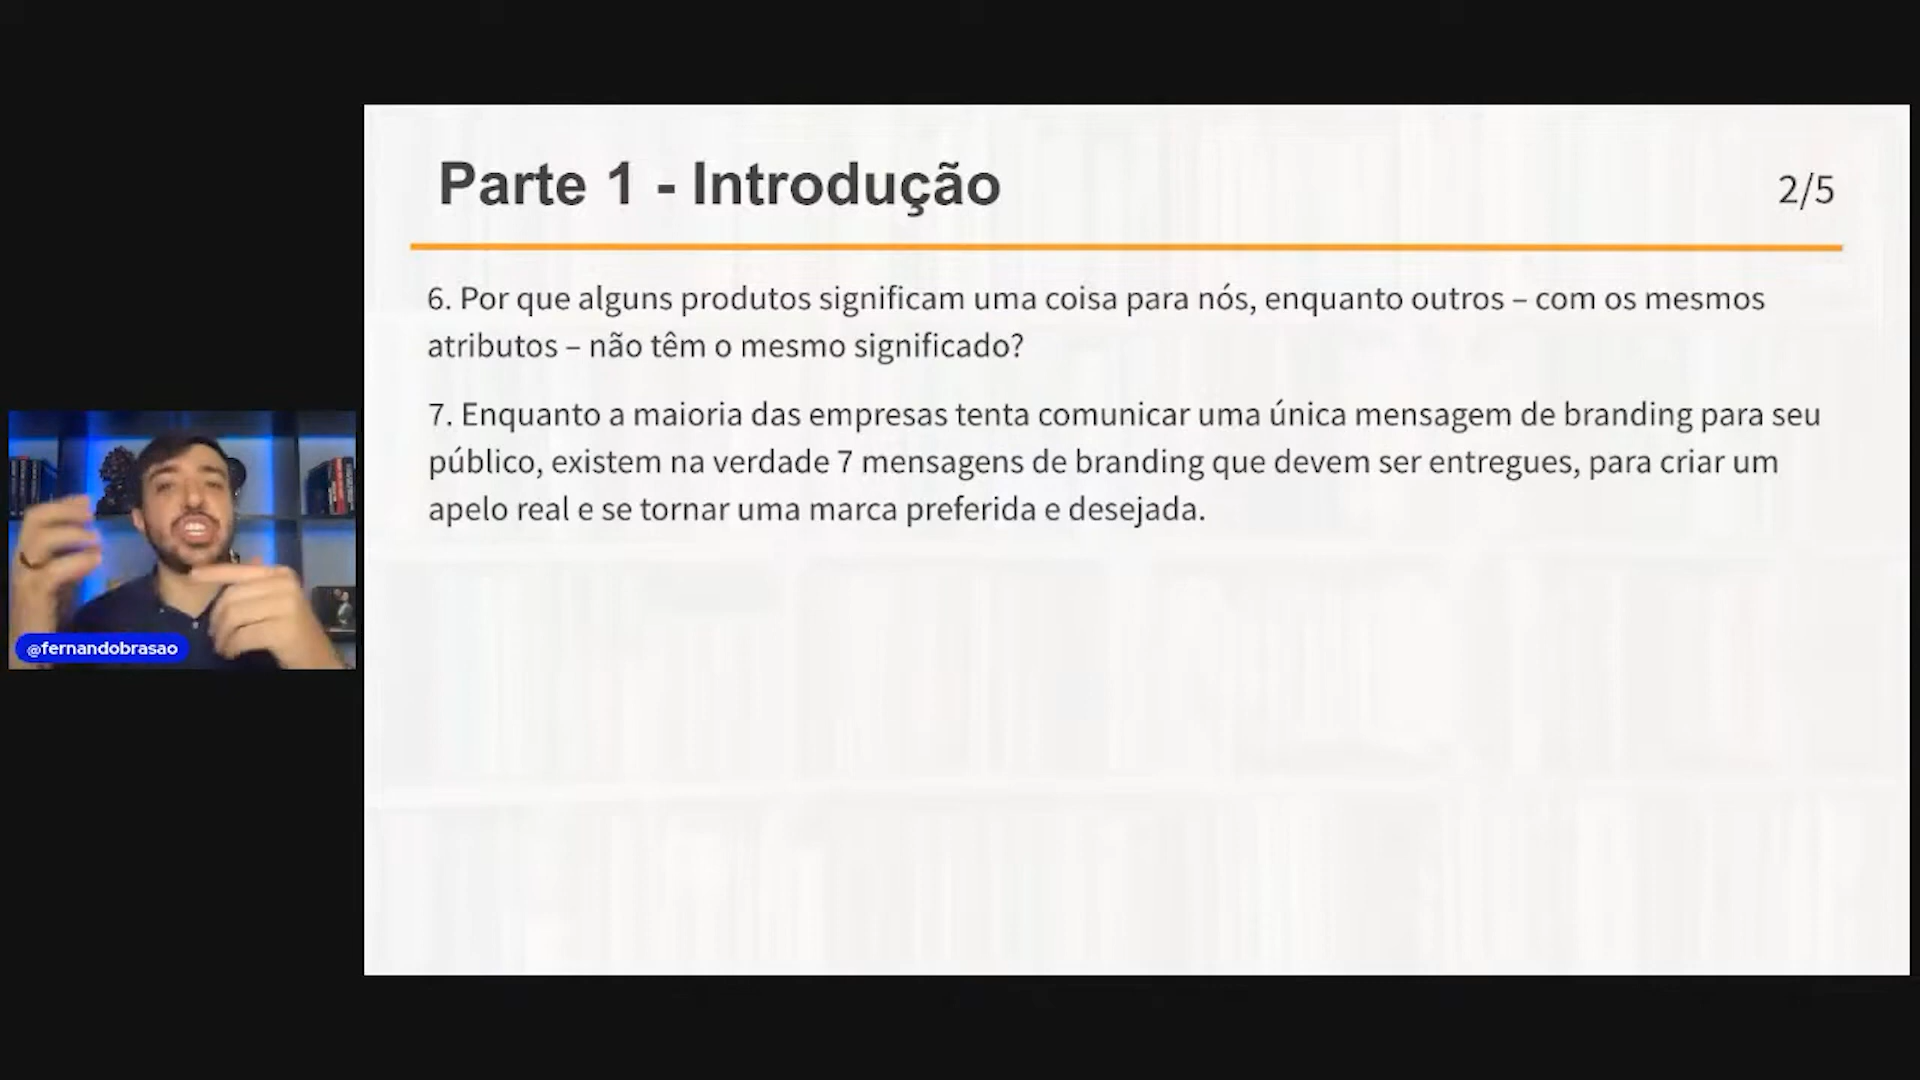 Parte 1 - Introdução
2/5
6. Por que alguns produtos significam uma coisa para nós, enquanto outros – com os mesmos
atributos – não têm o mesmo significado?
7. Enquanto a maioria das empresas tenta comunicar uma única mensagem de branding para seu
público, existem na verdade 7 mensagens de branding que devem ser entregues, para criar um
apelo real e se tornar uma marca preferida e desejada.
@fernandobrasao